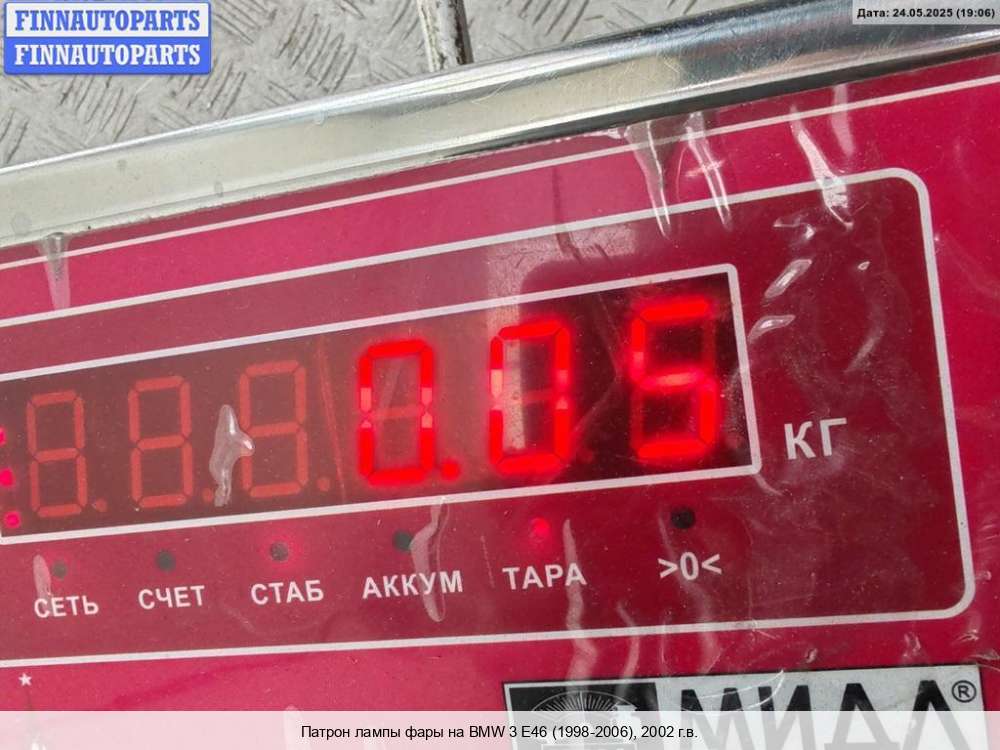 FINNAUTOPARTS
FINNAUTOPARTS
Дата: 24.05.2025 (19:06)
0.05
КГ
СЕТЬ СЧЕТ СТАБ АККУМ ТАРА >0<
МИДЛ®
Патрон лампы фары на BMW 3 E46 (1998-2006), 2002 г.в.